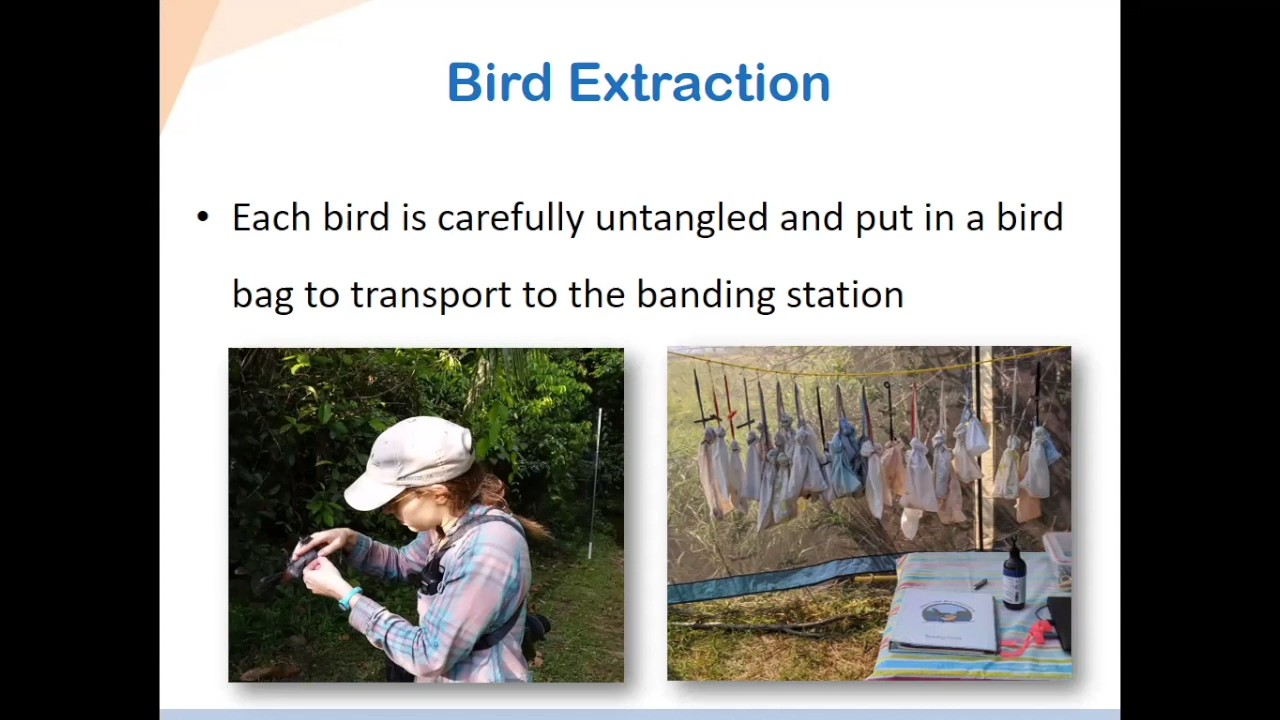 Bird Extraction
• Each bird is carefully untangled and put in a bird
bag to transport to the banding station